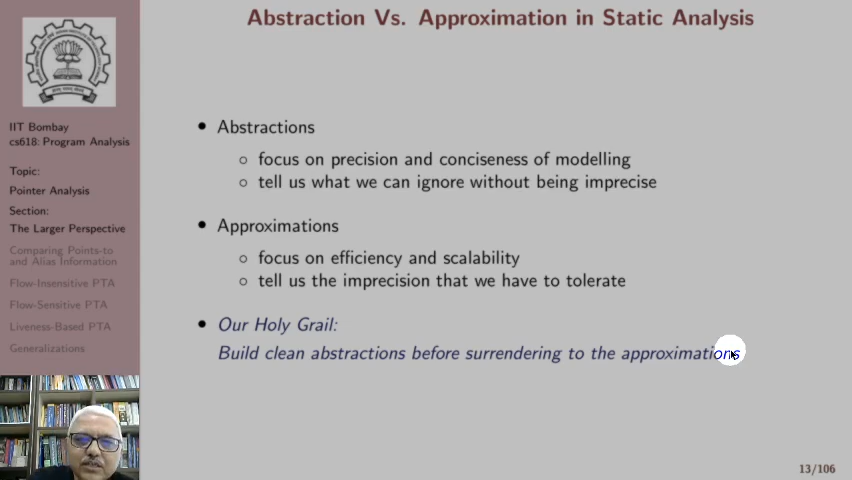 Abstraction Vs. Approximation in Static Analysis
IIT Bombay
cs618: Program Analysis
Topic:
Pointer Analysis
Section:
The Larger Perspective
Comparing Points-to
and Alias Information
Flow-Insensitive PTA
Flow-Sensitive PTA
Liveness-Based PTA
Generalizations
• Abstractions
◦ focus on precision and conciseness of modelling
◦ tell us what we can ignore without being imprecise
• Approximations
◦ focus on efficiency and scalability
◦ tell us the imprecision that we have to tolerate
• Our Holy Grail:
Build clean abstractions before surrendering to the approximations
13/106